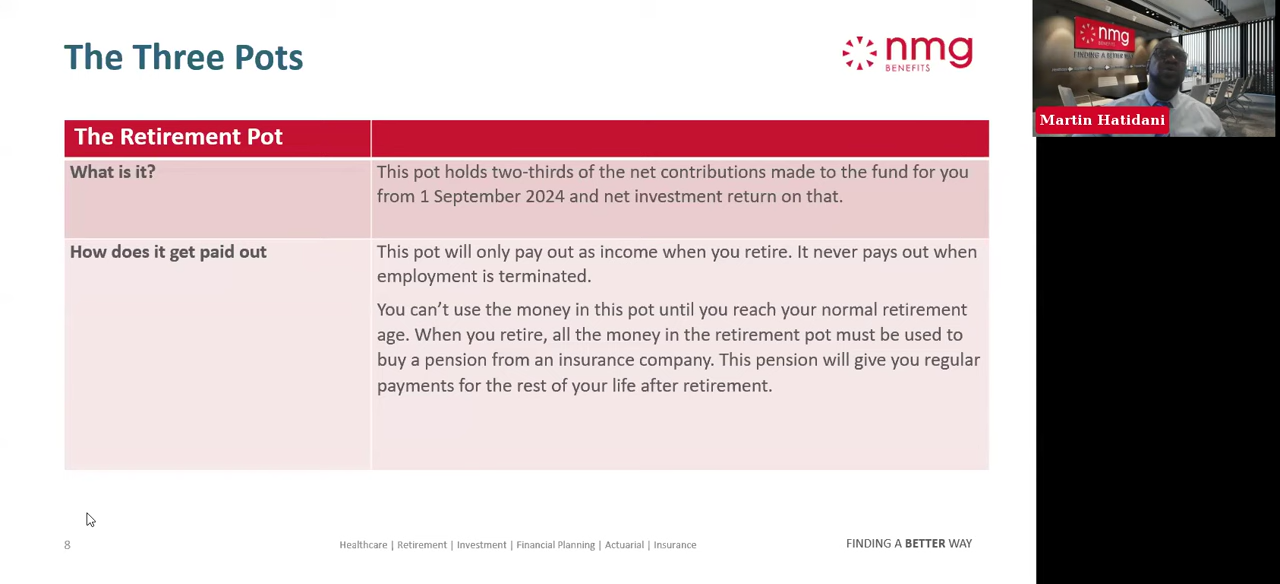 The Three Pots
nmg
BENEFITS
nmg
BENEFITS
FINDING A BETTER WAY
Martin Hatidani
The Retirement Pot
What is it?
This pot holds two-thirds of the net contributions made to the fund for you
from 1 September 2024 and net investment return on that.
How does it get paid out
This pot will only pay out as income when you retire. It never pays out when
employment is terminated.
You can’t use the money in this pot until you reach your normal retirement
age. When you retire, all the money in the retirement pot must be used to
buy a pension from an insurance company. This pension will give you regular
payments for the rest of your life after retirement.
8
Healthcare | Retirement | Investment | Financial Planning | Actuarial | Insurance
FINDING A BETTER WAY